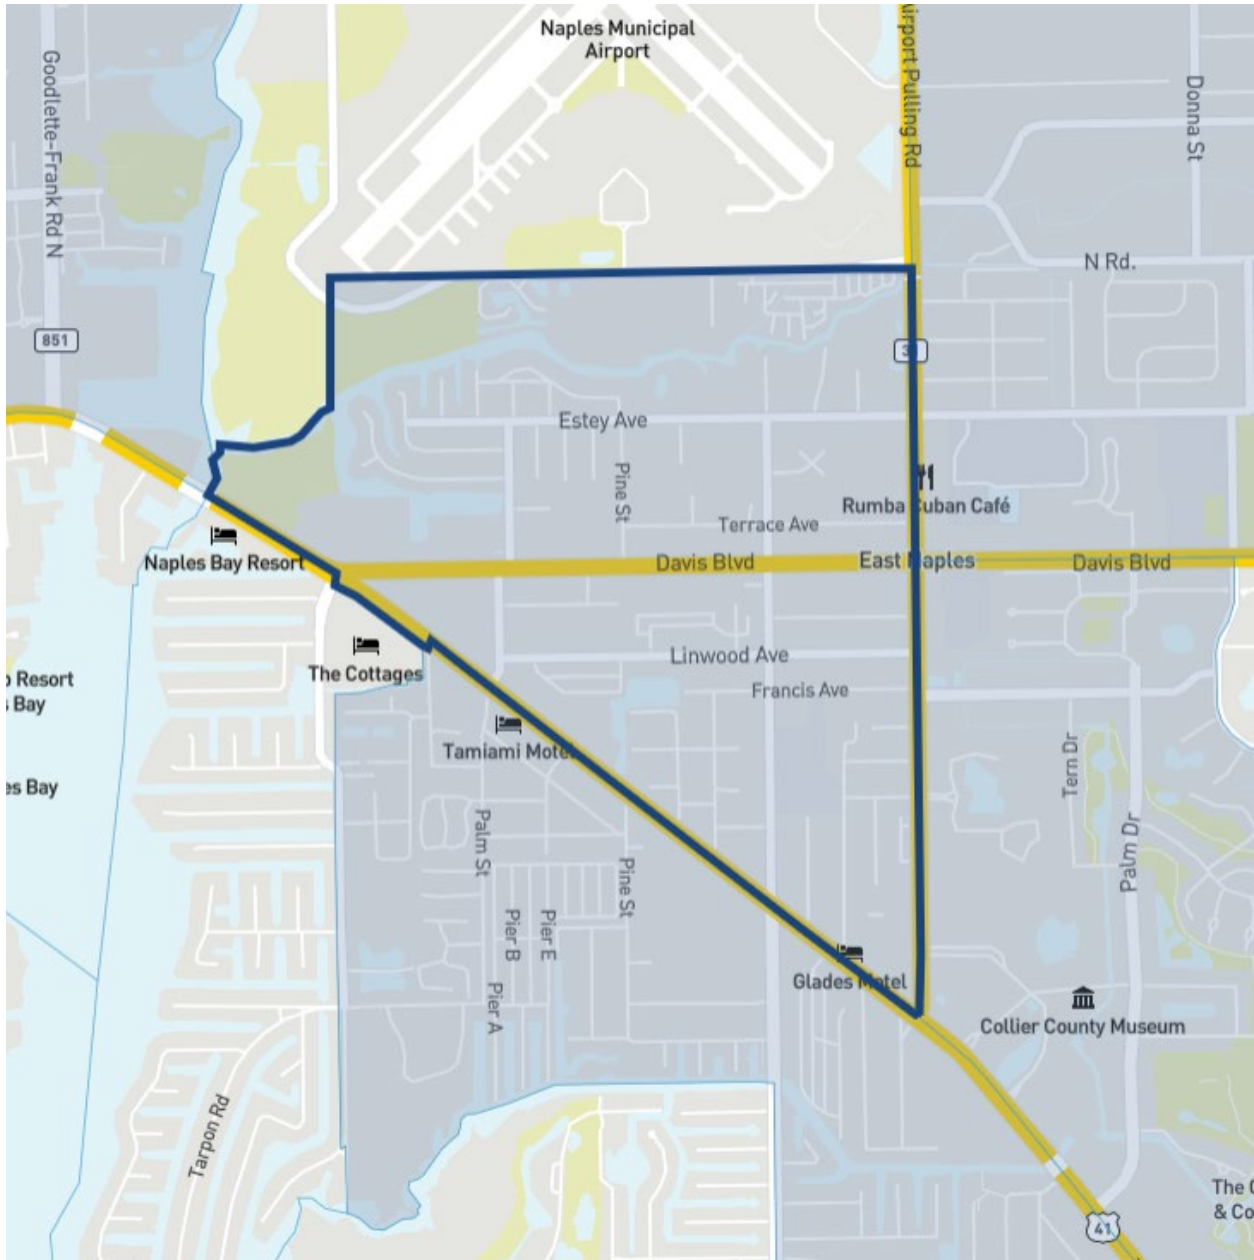 Naples Municipal
Airport
Airport Pulling Rd
Goodlette-Frank Rd N
Donna St
N Rd.
851
Estey Ave
Pine St
Rumba Cuban Café
Terrace Ave
Davis Blvd
East Naples
Davis Blvd
Naples Bay Resort
Linwood Ave
The Cottages
Resort
Bay
Francis Ave
Tamiami Motel
Tern Dr
Bay
Palm St
Palm Dr
Pine St
Pier B
Pier E
Glades Motel
Pier A
Collier County Museum
Tarpon Rd
The
& Co
41